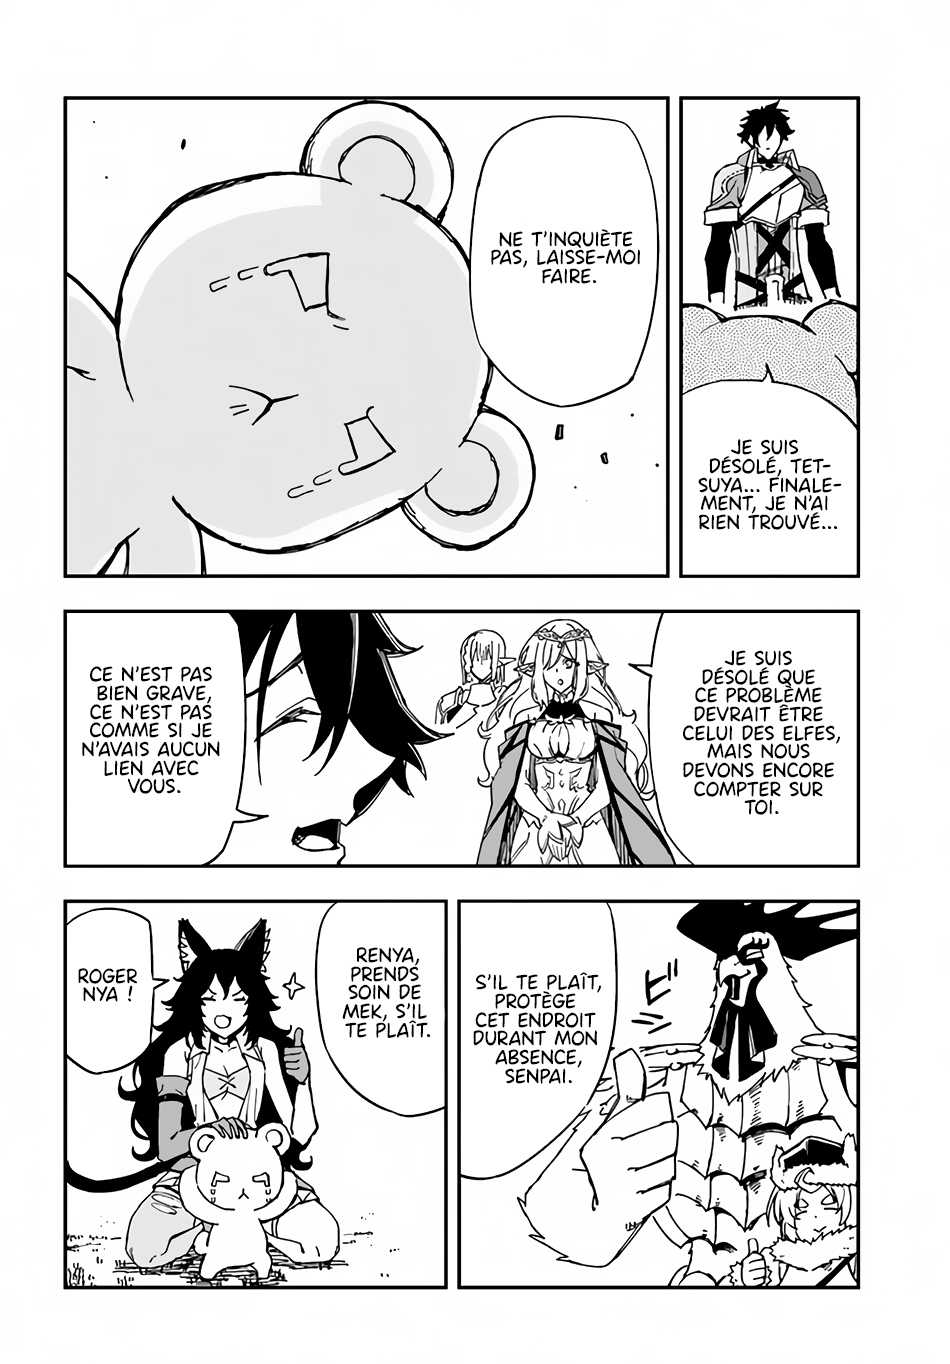 JE SUIS
DÉSOLÉ, TET-
SUYA... FINALE-
MENT, JE N'AI
RIEN TROUVÉ...
NE T'INQUIÈTE
PAS, LAISSE-MOI
FAIRE.
JE SUIS
DÉSOLÉ QUE
CE PROBLÈME
DEVRAIT ÊTRE
CELUI DES ELFES,
MAIS NOUS
DEVONS ENCORE
COMPTER SUR
TOI.
CE N'EST PAS
BIEN GRAVE,
CE N'EST PAS
COMME SI JE
N'AVAIS AUCUN
LIEN AVEC
VOUS.
S'IL TE PLAÎT,
PROTÈGE
CET ENDROIT
DURANT MON
ABSENCE,
SENPAI.
RENYA,
PRENDS
SOIN DE
MEK, S'IL
TE PLAÎT.
ROGER
NYA !